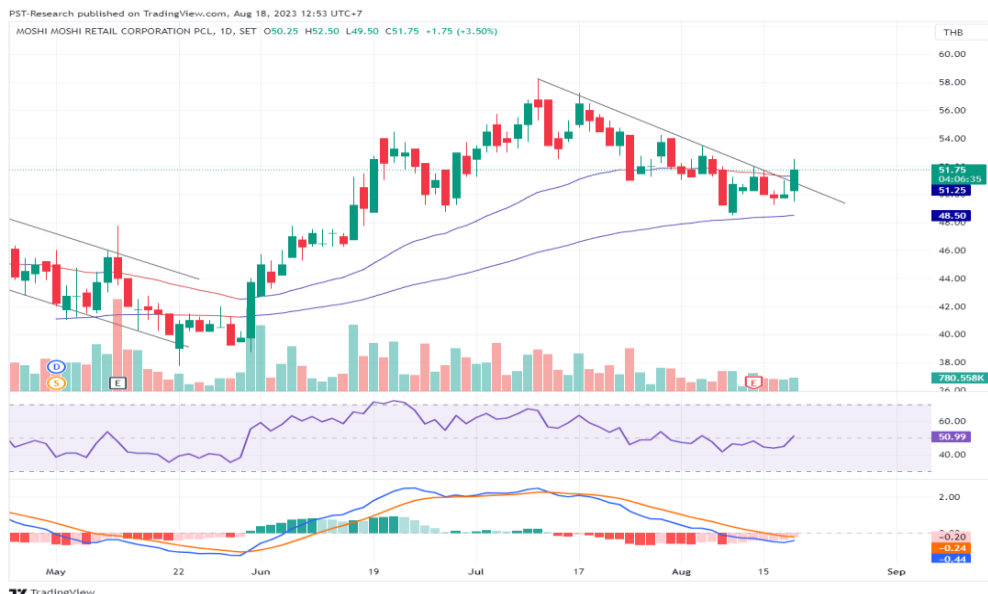 PST-Research published on TradingView.com, Aug 18, 2023 12:53 UTC+7
MOSHI MOSHI RETAIL CORPORATION PCL, 1D, SET O50.25 H52.50 L49.50 C51.75 +1.75 (+3.50%)
THB
60.00
58.00
56.00
54.00
51.75
04:06:35
51.25
48.50
46.00
44.00
42.00
40.00
38.00
D
S
E
E
780.558K
36.00
60.00
50.99
40.00
2.00
-0.20
-0.24
-0.44
May 22 Jun 19 Jul 17 Aug 15 Sep
TradingView